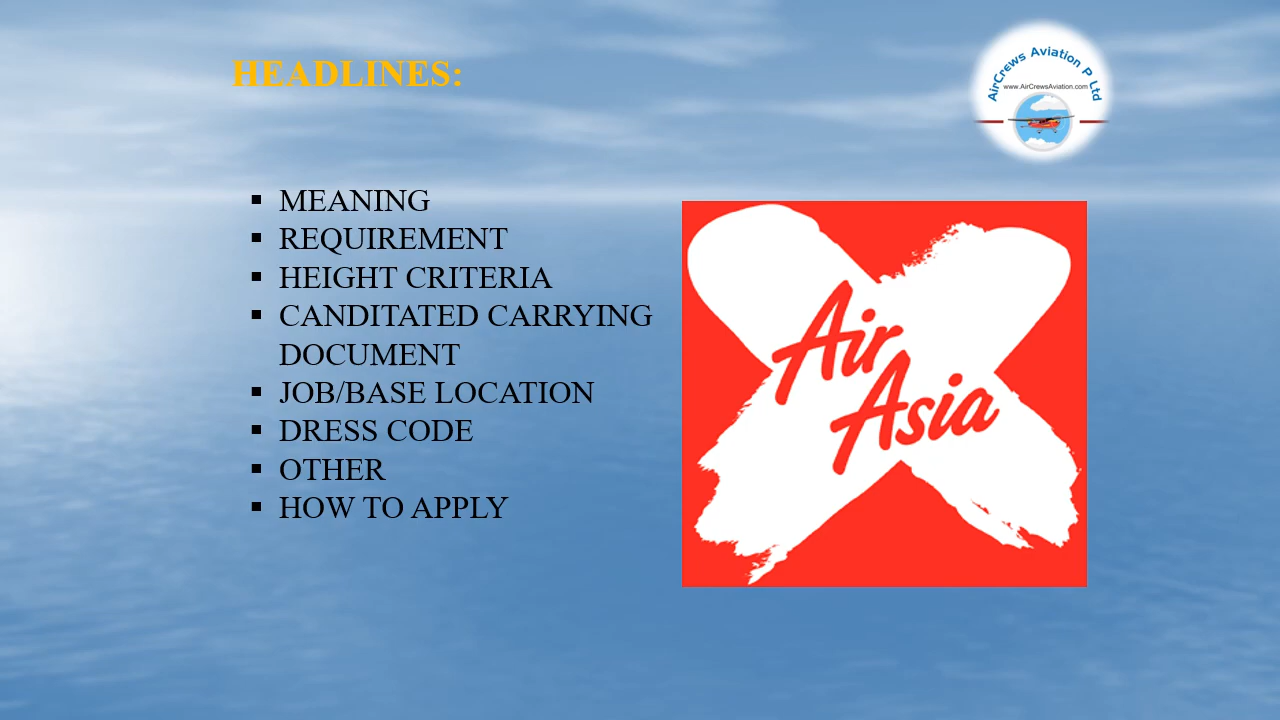 HEADLINES:
AirCrews Aviation P Ltd
www.AirCrewsAviation.com
▪ MEANING
▪ REQUIREMENT
▪ HEIGHT CRITERIA
▪ CANDITATED CARRYING
DOCUMENT
▪ JOB/BASE LOCATION
▪ DRESS CODE
▪ OTHER
▪ HOW TO APPLY
Air
Asia